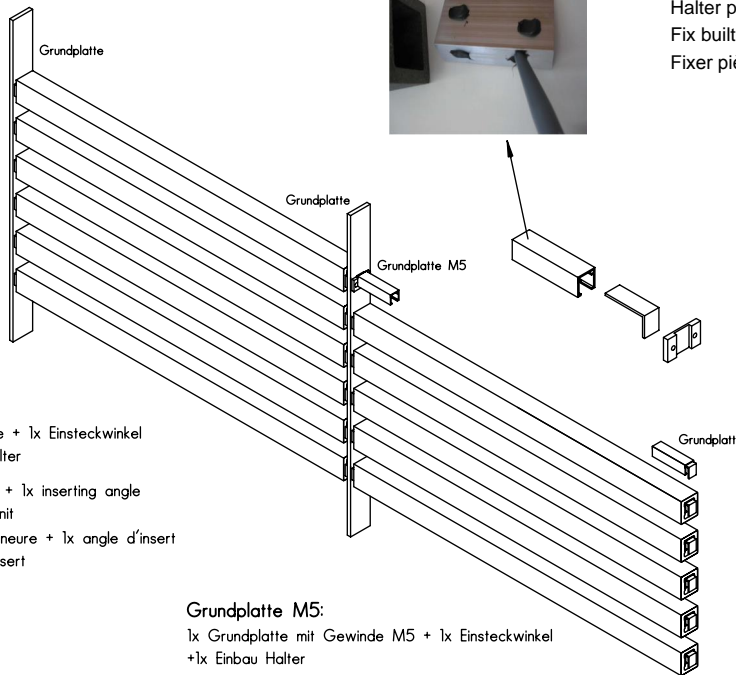 Halter p
Fix built
Fixer piè
Grundplatte
Grundplatte
Grundplatte M5
Grundplatt
e + 1x Einsteckwinkel
lter
+ 1x inserting angle
nit
neure + 1x angle d'insert
sert
Grundplatte M5:
1x Grundplatte mit Gewinde M5 + 1x Einsteckwinkel
+1x Einbau Halter